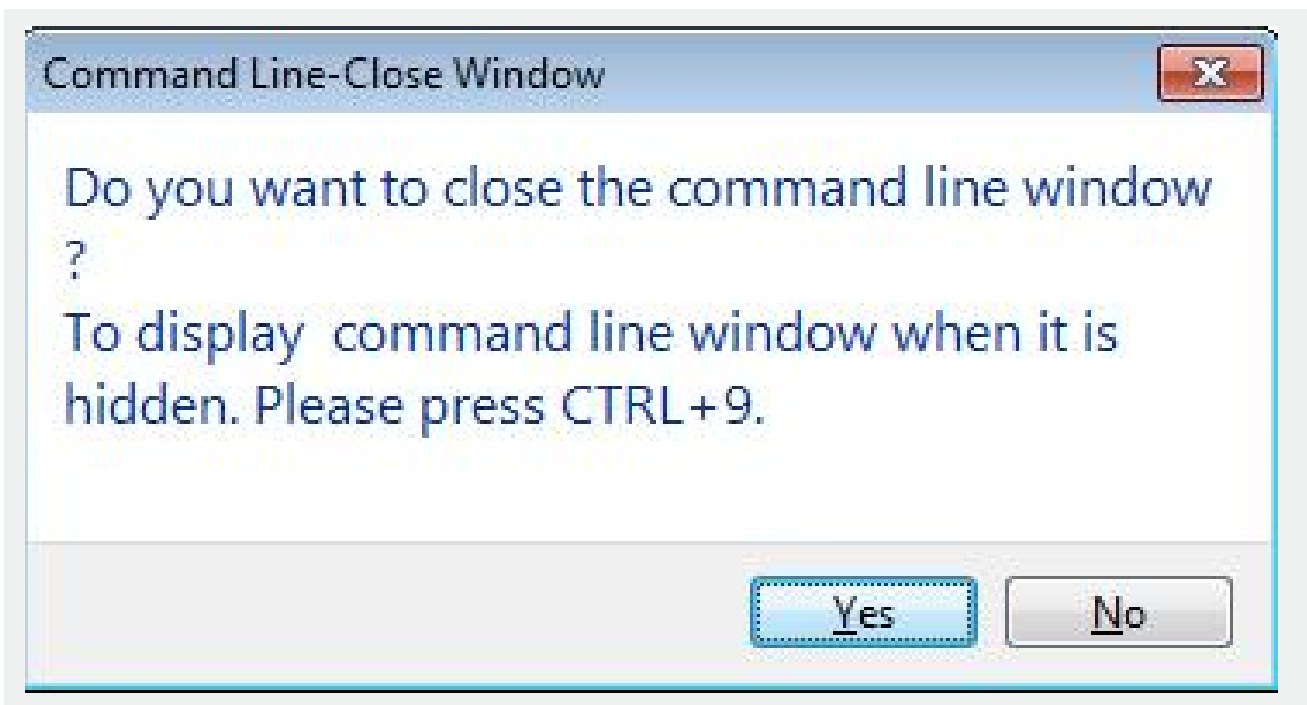 Command Line-Close Window
Do you want to close the command line window
?
To display  command line window when it is
hidden. Please press CTRL+9.
Yes
No